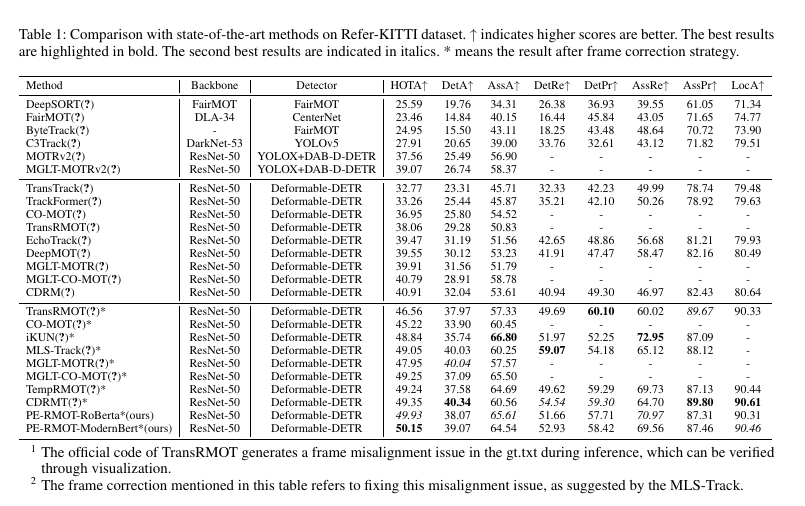 Table 1: Comparison with state-of-the-art methods on Refer-KITTI dataset. ↑ indicates higher scores are better. The best results
are highlighted in bold. The second best results are indicated in italics. * means the result after frame correction strategy.
Method Backbone Detector HOTA↑ DetA↑ AssA↑ DetRe↑ DetPr↑ AssRe↑ AssPr↑ LocA↑
DeepSORT(?) FairMOT FairMOT 25.59 19.76 34.31 26.38 36.93 39.55 61.05 71.34
FairMOT(?) DLA-34 CenterNet 23.46 14.84 40.15 16.44 45.84 43.05 71.65 74.77
ByteTrack(?) - FairMOT 24.95 15.50 43.11 18.25 43.48 48.64 70.72 73.90
C3Track(?) DarkNet-53 YOLOv5 27.91 20.65 39.00 33.76 32.61 43.12 71.82 79.51
MOTRv2(?) ResNet-50 YOLOX+DAB-D-DETR 37.56 25.49 56.90 - - - - -
MGLT-MOTRv2(?) ResNet-50 YOLOX+DAB-D-DETR 39.07 26.74 58.37 - - - - -
TransTrack(?) ResNet-50 Deformable-DETR 32.77 23.31 45.71 32.33 42.23 49.99 78.74 79.48
TrackFormer(?) ResNet-50 Deformable-DETR 33.26 25.44 45.87 35.21 42.10 50.26 78.92 79.63
CO-MOT(?) ResNet-50 Deformable-DETR 36.95 25.80 54.52 - - - - -
TransRMOT(?) ResNet-50 Deformable-DETR 38.06 29.28 50.83 - - - - -
EchoTrack(?) ResNet-50 Deformable-DETR 39.47 31.19 51.56 42.65 48.86 56.68 81.21 79.93
DeepMOT(?) ResNet-50 Deformable-DETR 39.55 30.12 53.23 41.91 47.47 58.47 82.16 80.49
MGLT-MOTR(?) ResNet-50 Deformable-DETR 39.91 31.56 51.79 - - - - -
MGLT-CO-MOT(?) ResNet-50 Deformable-DETR 40.79 28.91 58.78 - - - - -
CDRM(?) ResNet-50 Deformable-DETR 40.91 32.04 53.61 40.94 49.30 46.97 82.43 80.64
TransRMOT(?)* ResNet-50 Deformable-DETR 46.56 37.97 57.33 49.69 60.10 60.02 89.67 90.33
CO-MOT(?)* ResNet-50 Deformable-DETR 45.22 33.90 60.45 - - - - -
iKUN(?)* ResNet-50 Deformable-DETR 48.84 35.74 66.80 51.97 52.25 72.95 87.09 -
MLS-Track(?)* ResNet-50 Deformable-DETR 49.05 40.03 60.25 59.07 54.18 65.12 88.12 -
MGLT-MOTR(?)* ResNet-50 Deformable-DETR 47.95 40.04 57.57 - - - - -
MGLT-CO-MOT(?)* ResNet-50 Deformable-DETR 49.25 37.09 65.50 - - - - -
TempRMOT(?)* ResNet-50 Deformable-DETR 49.24 37.58 64.69 49.62 59.29 69.73 87.13 90.44
CDRMT(?)* ResNet-50 Deformable-DETR 49.35 40.34 60.56 54.54 59.30 64.70 89.80 90.61
PE-RMOT-RoBerta*(ours) ResNet-50 Deformable-DETR 49.93 38.07 65.61 51.66 57.71 70.97 87.31 90.31
PE-RMOT-ModernBert*(ours) ResNet-50 Deformable-DETR 50.15 39.07 64.54 52.93 58.42 69.56 87.46 90.46
1 The official code of TransRMOT generates a frame misalignment issue in the gt.txt during inference, which can be verified
through visualization.
2 The frame correction mentioned in this table refers to fixing this misalignment issue, as suggested by the MLS-Track.